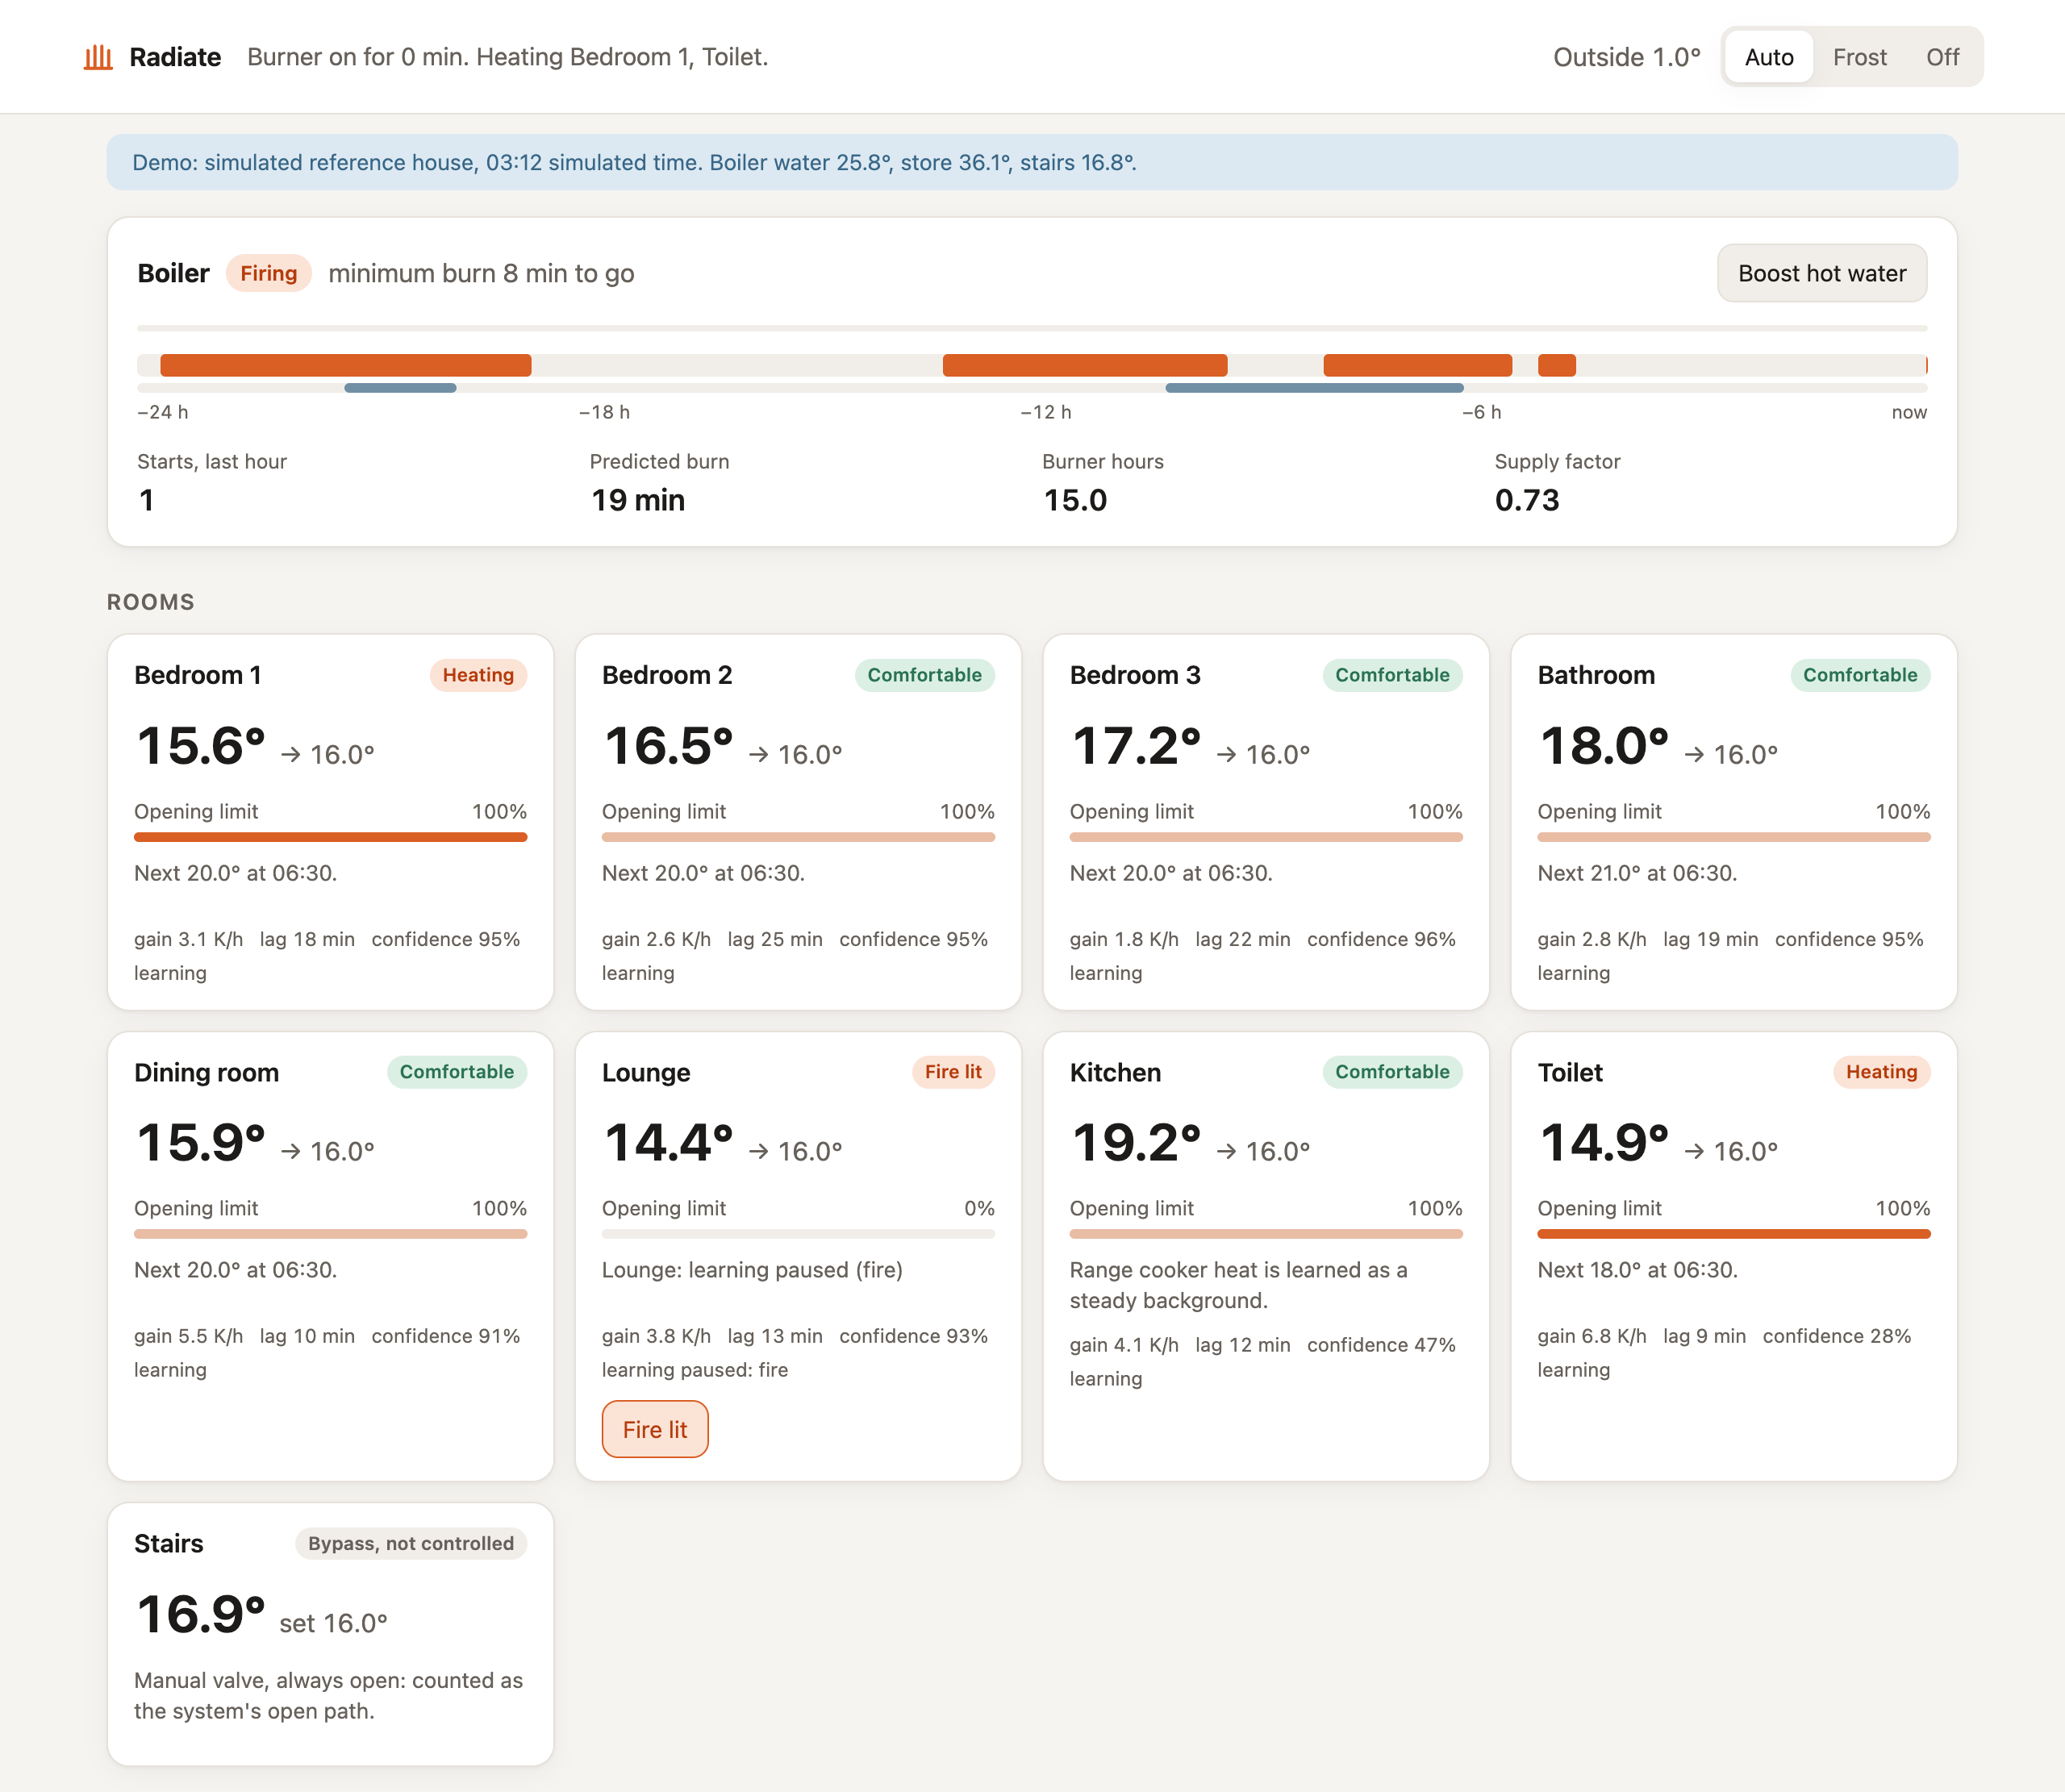 Radiate
Burner on for 0 min. Heating Bedroom 1, Toilet.
Outside 1.0°
Auto
Frost
Off
Demo: simulated reference house, 03:12 simulated time. Boiler water 25.8°, store 36.1°, stairs 16.8°.
Boiler
Firing
minimum burn 8 min to go
Boost hot water
−24 h
−18 h
−12 h
−6 h
now
Starts, last hour
1
Predicted burn
19 min
Burner hours
15.0
Supply factor
0.73
ROOMS
Bedroom 1
Heating
15.6° → 16.0°
Opening limit 100%
Next 20.0° at 06:30.
gain 3.1 K/h lag 18 min confidence 95%
learning
Bedroom 2
Comfortable
16.5° → 16.0°
Opening limit 100%
Next 20.0° at 06:30.
gain 2.6 K/h lag 25 min confidence 95%
learning
Bedroom 3
Comfortable
17.2° → 16.0°
Opening limit 100%
Next 20.0° at 06:30.
gain 1.8 K/h lag 22 min confidence 96%
learning
Bathroom
Comfortable
18.0° → 16.0°
Opening limit 100%
Next 21.0° at 06:30.
gain 2.8 K/h lag 19 min confidence 95%
learning
Dining room
Comfortable
15.9° → 16.0°
Opening limit 100%
Next 20.0° at 06:30.
gain 5.5 K/h lag 10 min confidence 91%
learning
Lounge
Fire lit
14.4° → 16.0°
Opening limit 0%
Lounge: learning paused (fire)
gain 3.8 K/h lag 13 min confidence 93%
learning paused: fire
Fire lit
Kitchen
Comfortable
19.2° → 16.0°
Opening limit 100%
Range cooker heat is learned as a
steady background.
gain 4.1 K/h lag 12 min confidence 47%
learning
Toilet
Heating
14.9° → 16.0°
Opening limit 100%
Next 18.0° at 06:30.
gain 6.8 K/h lag 9 min confidence 28%
learning
Stairs
Bypass, not controlled
16.9° set 16.0°
Manual valve, always open: counted as
the system's open path.